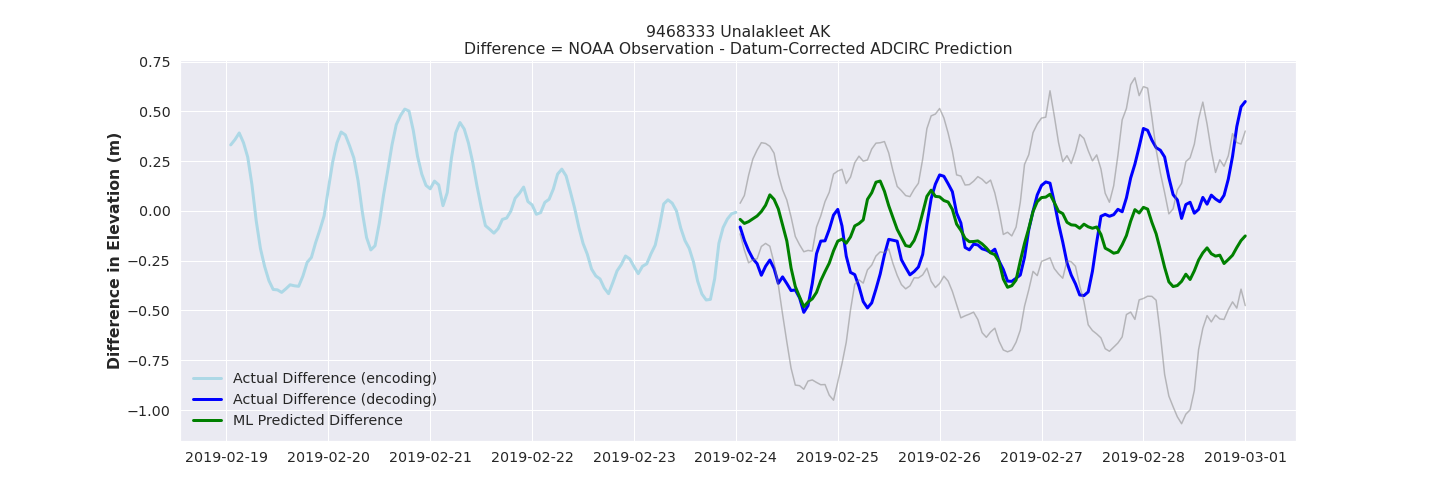 9468333 Unalakleet AK
Difference = NOAA Observation - Datum-Corrected ADCIRC Prediction
Difference in Elevation (m)
0.75
0.50
0.25
0.00
−0.25
−0.50
−0.75
−1.00
Actual Difference (encoding)
Actual Difference (decoding)
ML Predicted Difference
2019-02-19 2019-02-20 2019-02-21 2019-02-22 2019-02-23 2019-02-24 2019-02-25 2019-02-26 2019-02-27 2019-02-28 2019-03-01